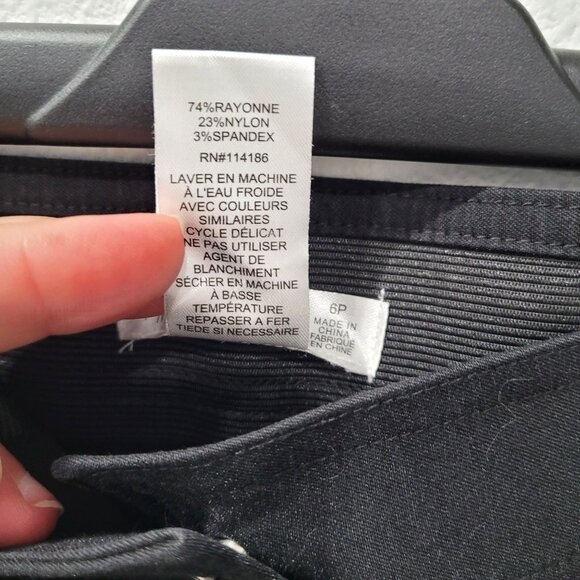 74%RAYONNE
23%NYLON
3%SPANDEX
RN#114186
LAVER EN MACHINE
À L'EAU FROIDE
AVEC COULEURS
SIMILAIRES
CYCLE DÉLICAT
NE PAS UTILISER
AGENT DE
BLANCHIMENT
SÉCHER EN MACHINE
À BASSE
TEMPÉRATURE
REPASSER A FER
TIEDE SI NECESSAIRE
6P
MADE IN
CHINA
FABRIQUÉ
EN CHINE